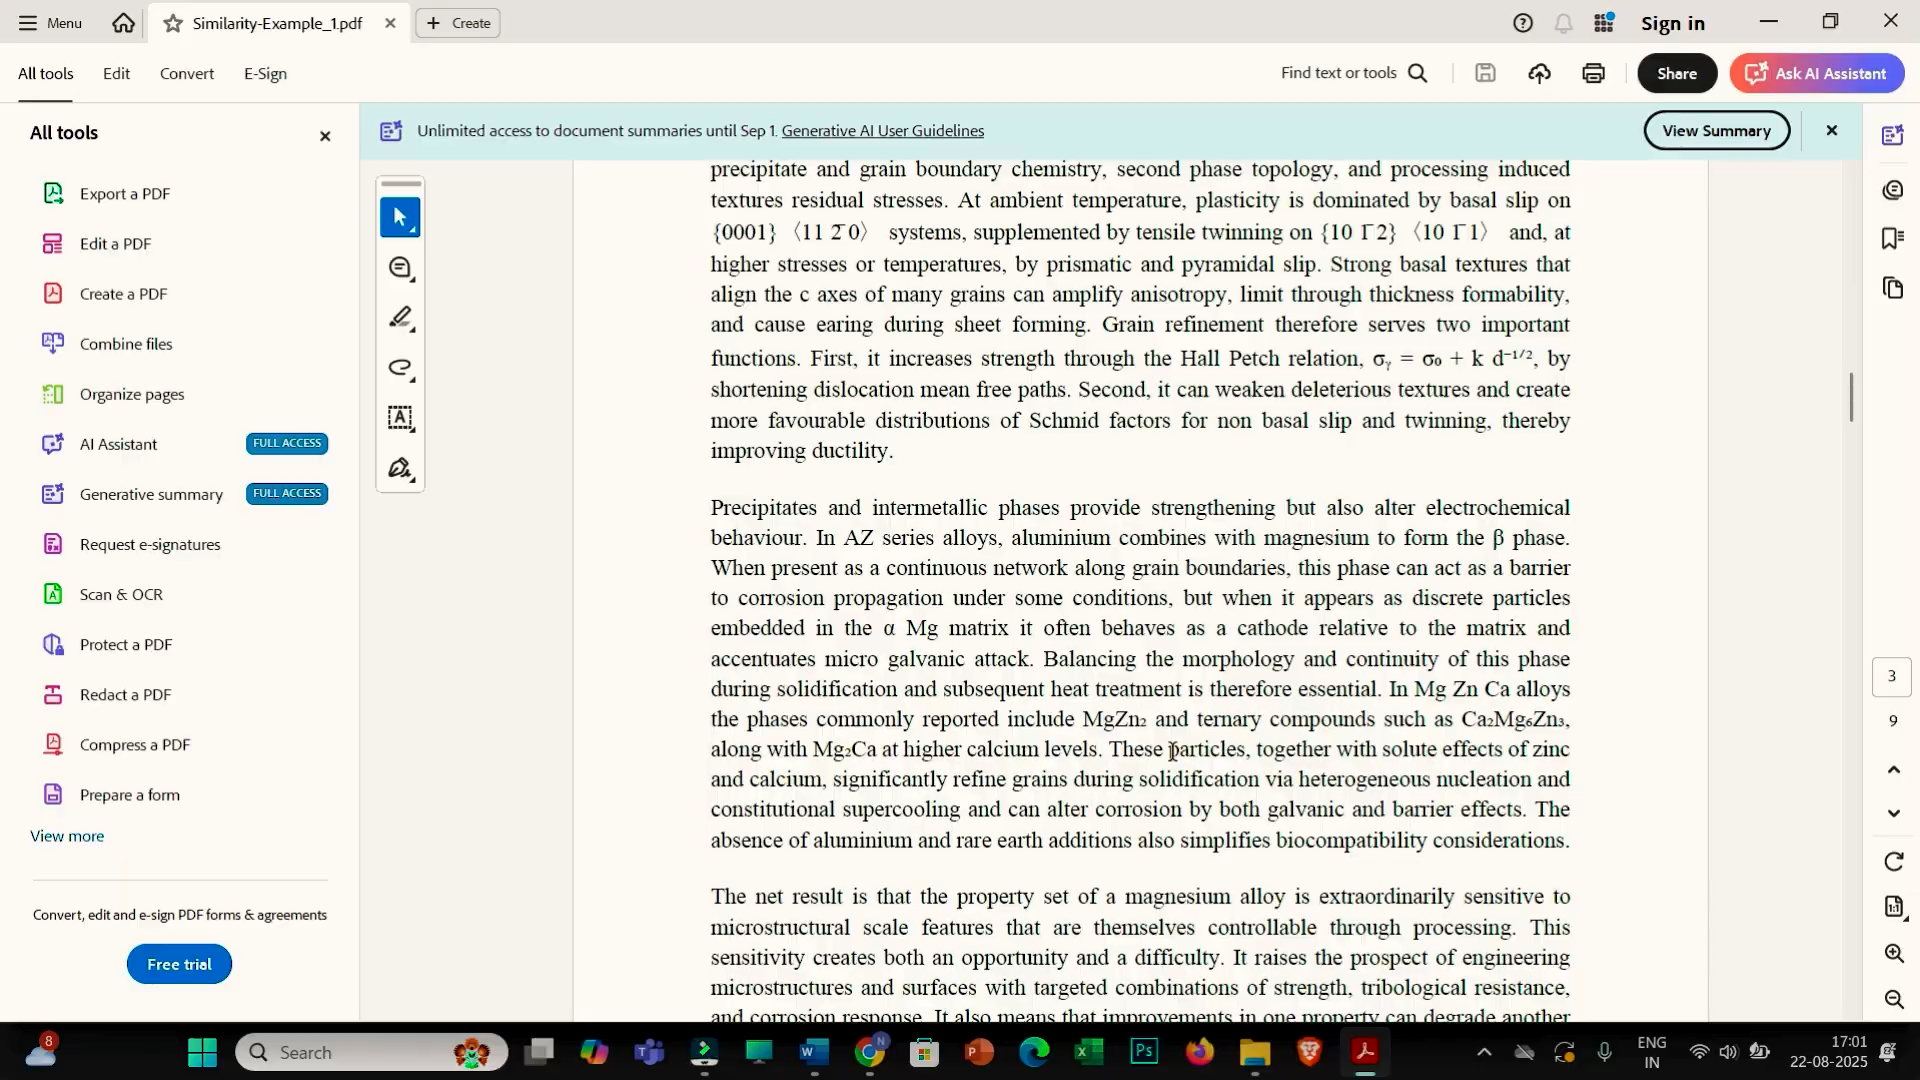 Menu
Similarity-Example_1.pdf
Create
Sign in
All tools
Edit
Convert
E-Sign
Find text or tools
Share
Ask AI Assistant
All tools
Export a PDF
Edit a PDF
Create a PDF
Combine files
Organize pages
AI Assistant
FULL ACCESS
Generative summary
FULL ACCESS
Request e-signatures
Scan & OCR
Protect a PDF
Redact a PDF
Compress a PDF
Prepare a form
View more
Convert, edit and e-sign PDF forms & agreements
Free trial
Unlimited access to document summaries until Sep 1. Generative AI User Guidelines
View Summary
precipitate and grain boundary chemistry, second phase topology, and processing induced
textures residual stresses. At ambient temperature, plasticity is dominated by basal slip on
{0001} 〈11 2̅ 0〉 systems, supplemented by tensile twinning on {10 1̅ 2} 〈10 1̅ 1〉 and, at
higher stresses or temperatures, by prismatic and pyramidal slip. Strong basal textures that
align the c axes of many grains can amplify anisotropy, limit through thickness formability,
and cause earing during sheet forming. Grain refinement therefore serves two important
functions. First, it increases strength through the Hall Petch relation, σᵧ = σ₀ + k d⁻¹ᐟ², by
shortening dislocation mean free paths. Second, it can weaken deleterious textures and create
more favourable distributions of Schmid factors for non basal slip and twinning, thereby
improving ductility.
Precipitates and intermetallic phases provide strengthening but also alter electrochemical
behaviour. In AZ series alloys, aluminium combines with magnesium to form the β phase.
When present as a continuous network along grain boundaries, this phase can act as a barrier
to corrosion propagation under some conditions, but when it appears as discrete particles
embedded in the α Mg matrix it often behaves as a cathode relative to the matrix and
accentuates micro galvanic attack. Balancing the morphology and continuity of this phase
during solidification and subsequent heat treatment is therefore essential. In Mg Zn Ca alloys
the phases commonly reported include MgZn₂ and ternary compounds such as Ca₂Mg₆Zn₃,
along with Mg₂Ca at higher calcium levels. These particles, together with solute effects of zinc
and calcium, significantly refine grains during solidification via heterogeneous nucleation and
constitutional supercooling and can alter corrosion by both galvanic and barrier effects. The
absence of aluminium and rare earth additions also simplifies biocompatibility considerations.
The net result is that the property set of a magnesium alloy is extraordinarily sensitive to
microstructural scale features that are themselves controllable through processing. This
sensitivity creates both an opportunity and a difficulty. It raises the prospect of engineering
microstructures and surfaces with targeted combinations of strength, tribological resistance,
and corrosion response. It also means that improvements in one property can degrade another
3
9
8
Search
ENG
IN
17:01
22-08-2025